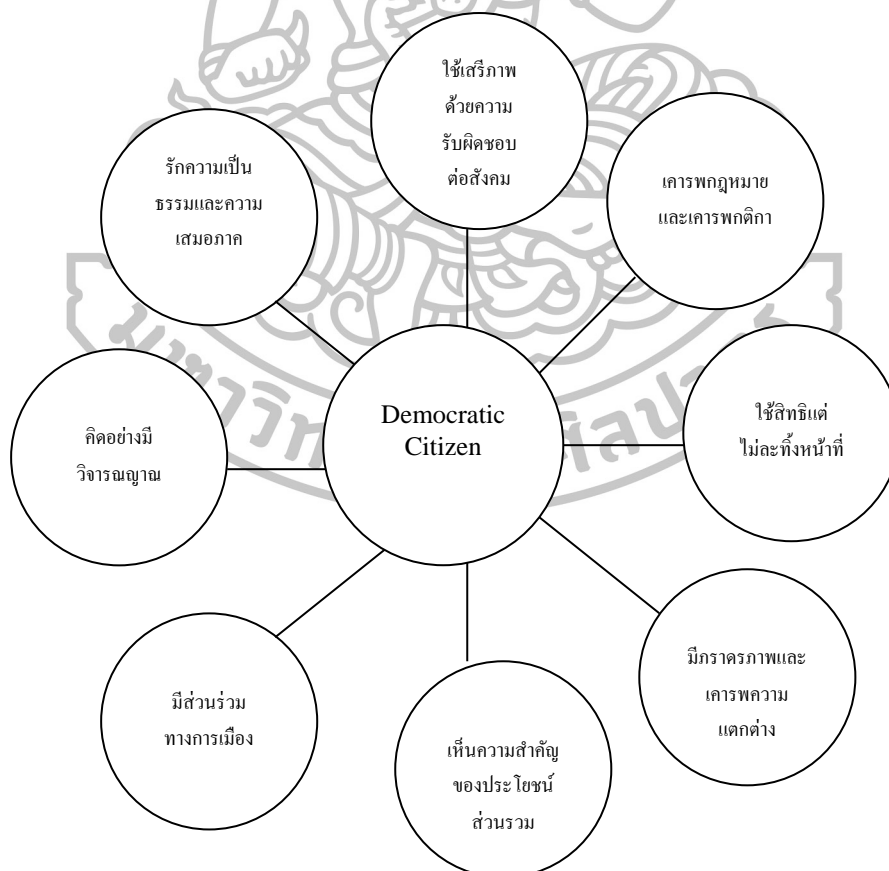 ใช้เสรีภาพ
ด้วยความ
รับผิดชอบ
ต่อสังคม
รักความเป็น
ธรรมและความ
เสมอภาค
เคารพกฎหมาย
และเคารพกติกา
Democratic
Citizen
ใช้สิทธิแต่
ไม่ละทิ้งหน้าที่
คิดอย่างมี
วิจารณญาณ
มีภราดรภาพและ
เคารพความ
แตกต่าง
มีส่วนร่วม
ทางการเมือง
เห็นความสำคัญ
ของประโยชน์
ส่วนรวม